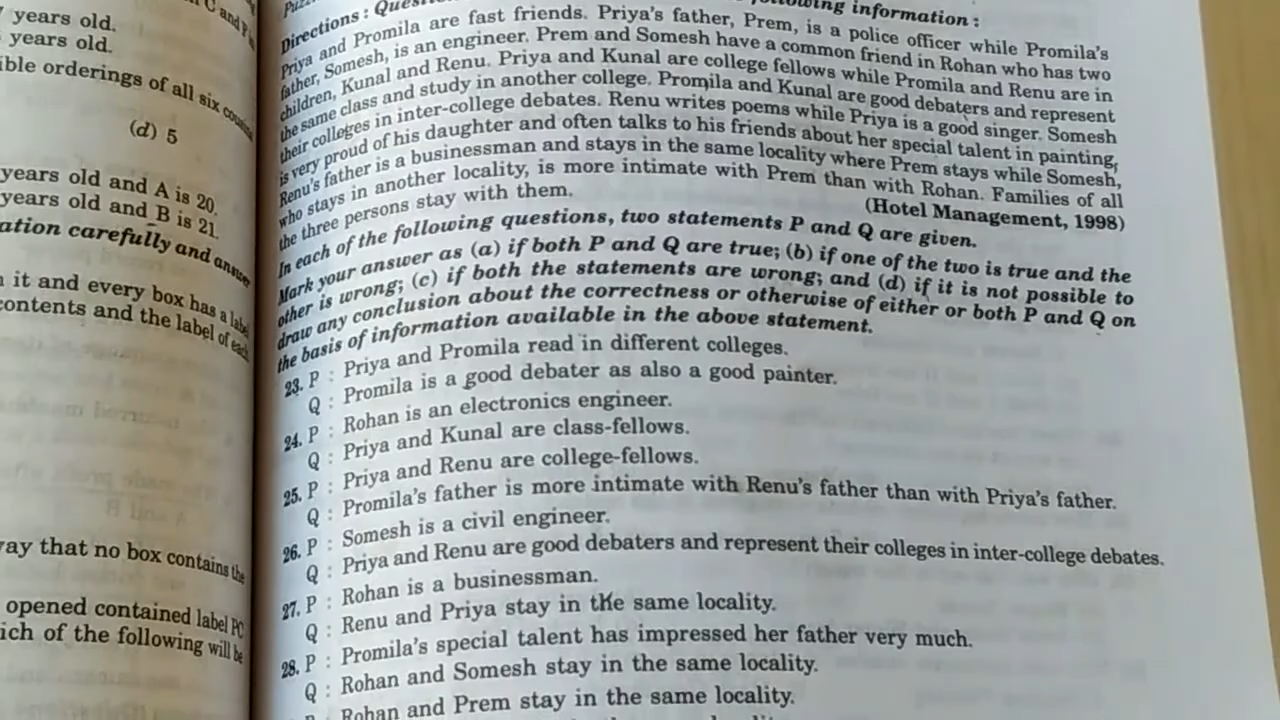 years old.
years old.
ible orderings of all six
(d) 5
years old and A is 20.
years old and B is 21.
ation carefully and answer
it and every box has a label
contents and the label of each
way that no box contains the
opened contained label PC
ich of the following will be
C and
Directions : following information :
Priya and Promila are fast friends. Priya's father, Prem, is a police officer while Promila's
father, Somesh, is an engineer. Prem and Somesh have a common friend in Rohan who has two
children, Kunal and Renu. Priya and Kunal are college fellows while Promila and Renu are in
the same class and study in another college. Promila and Kunal are good debaters and represent
their colleges in inter-college debates. Renu writes poems while Priya is a good singer. Somesh
is very proud of his daughter and often talks to his friends about her special talent in painting,
Renu's father is a businessman and stays in the same locality where Prem stays while Somesh,
who stays in another locality, is more intimate with Prem than with Rohan. Families of all
the three persons stay with them.
(Hotel Management, 1998)
In each of the following questions, two statements P and Q are given.
Mark your answer as (a) if both P and Q are true; (b) if one of the two is true and the
other is wrong; (c) if both the statements are wrong; and (d) if it is not possible to
draw any conclusion about the correctness or otherwise of either or both P and Q on
the basis of information available in the above statement.
23. P : Priya and Promila read in different colleges.
Q : Promila is a good debater as also a good painter.
24. P : Rohan is an electronics engineer.
Q : Priya and Kunal are class-fellows.
25. P : Priya and Renu are college-fellows.
Q : Promila's father is more intimate with Renu's father than with Priya's father.
26. P : Somesh is a civil engineer.
Q : Priya and Renu are good debaters and represent their colleges in inter-college debates.
27. P : Rohan is a businessman.
Q : Renu and Priya stay in the same locality.
28. P : Promila's special talent has impressed her father very much.
Q : Rohan and Somesh stay in the same locality.
Rohan and Prem stay in the same locality.